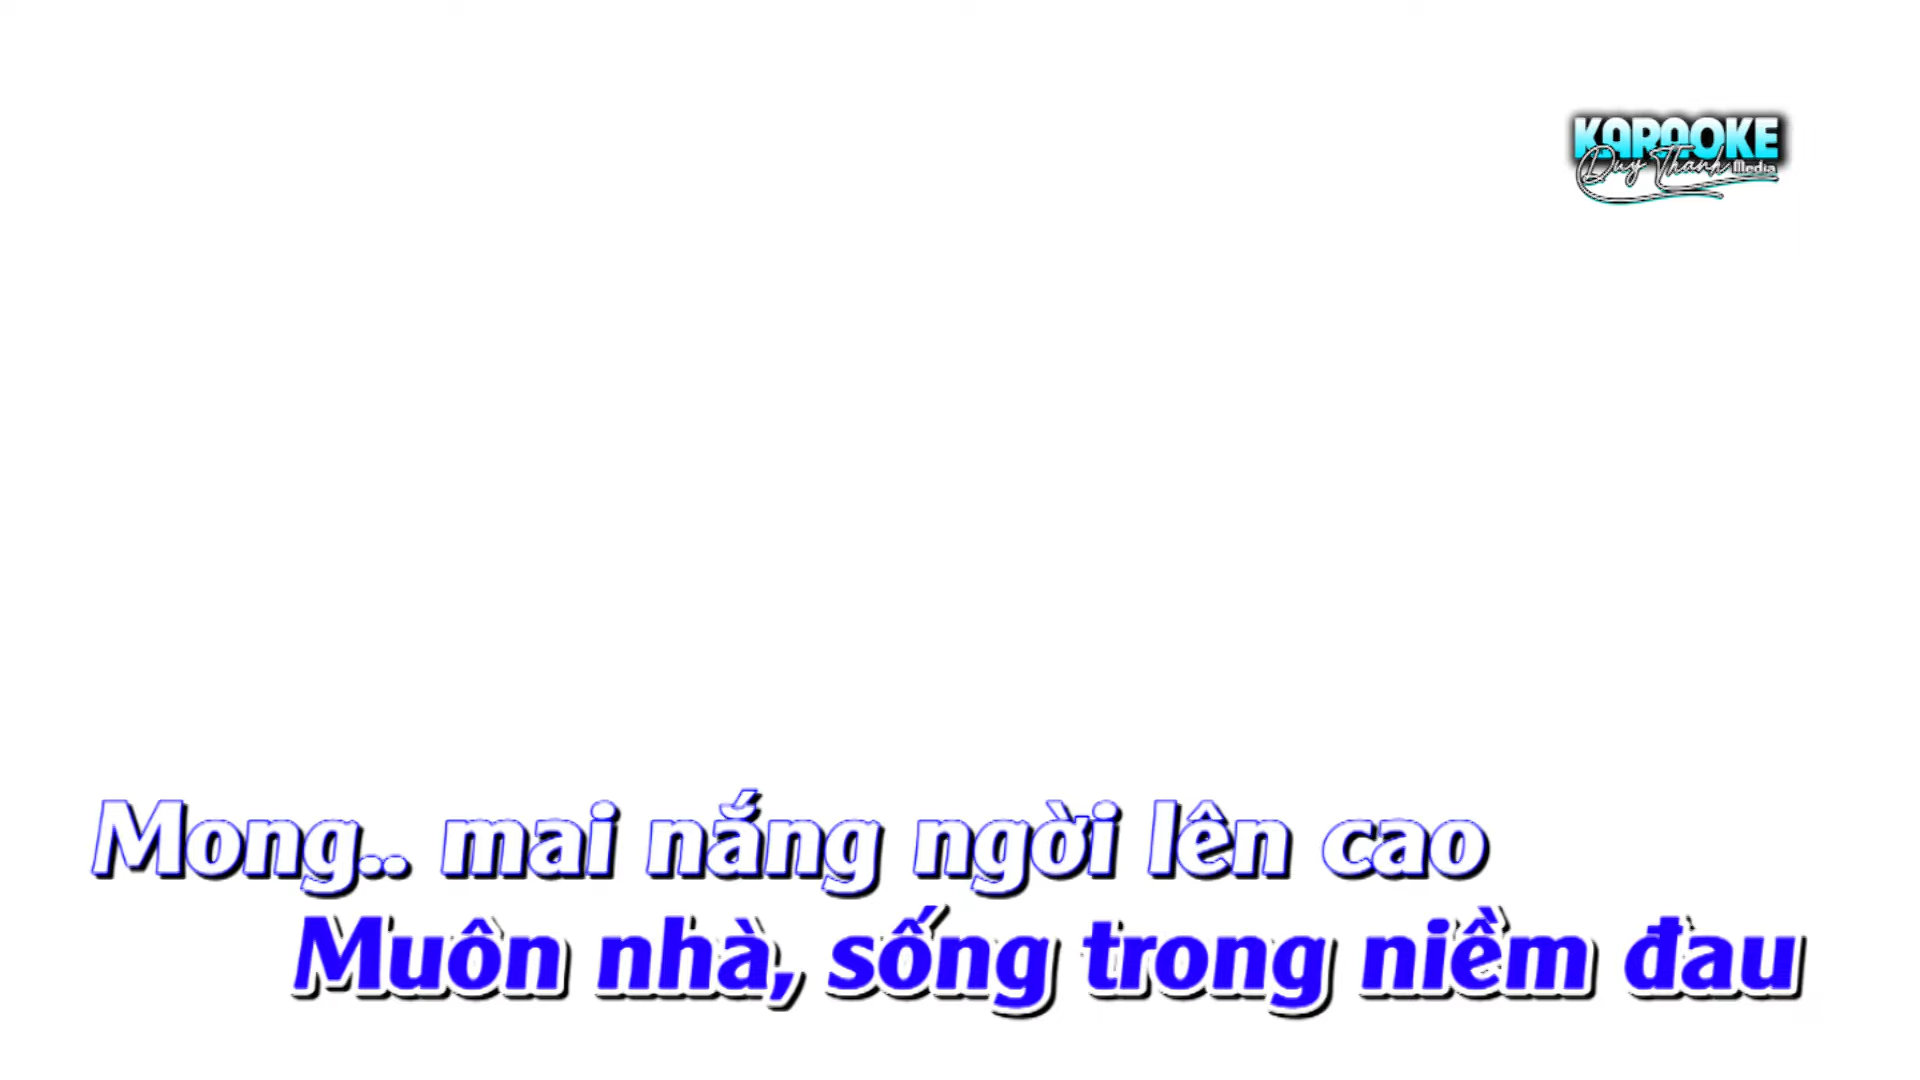 KARAOKE
Duy Thanh Media
Mong.. mai nắng ngời lên cao
Muôn nhà, sống trong niềm đau